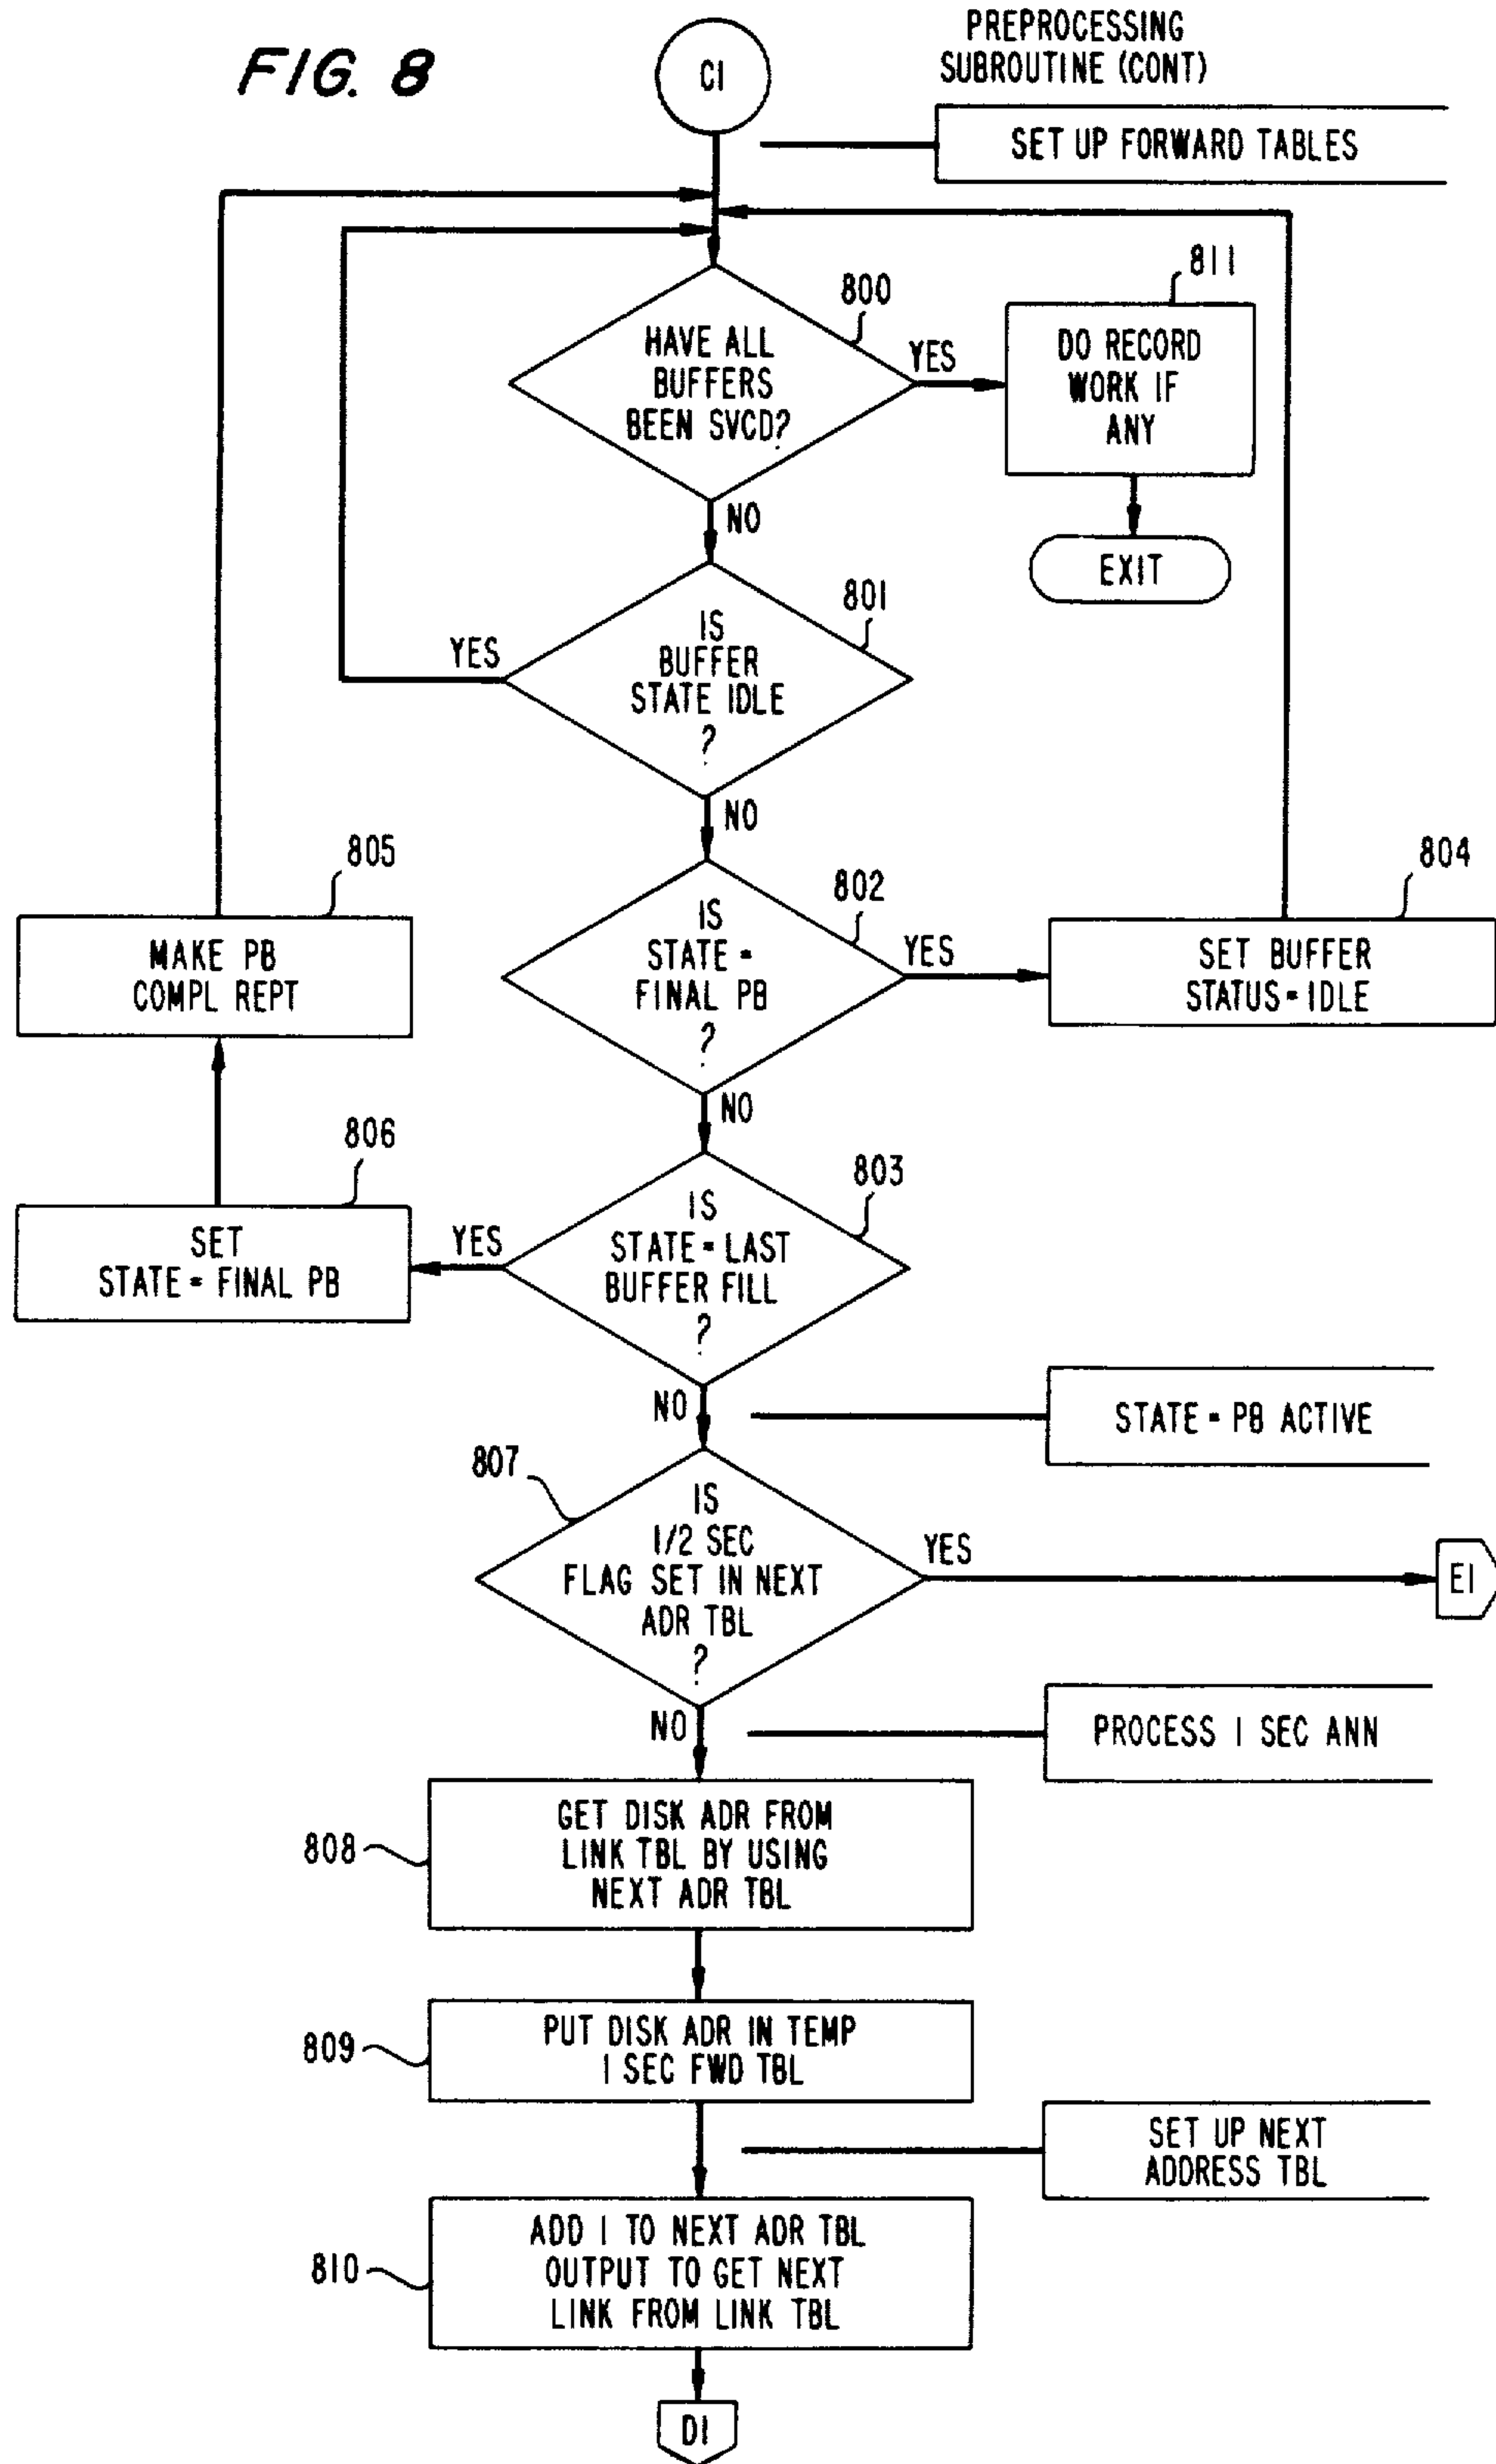 FIG. 8
C1
PREPROCESSING
SUBROUTINE (CONT)
SET UP FORWARD TABLES
800
HAVE ALL
BUFFERS
BEEN SVCD?
YES
811
DO RECORD
WORK IF
ANY
EXIT
NO
801
IS
BUFFER
STATE IDLE
?
YES
NO
802
IS
STATE =
FINAL PB
?
YES
804
SET BUFFER
STATUS = IDLE
805
MAKE PB
COMPL REPT
NO
806
SET
STATE = FINAL PB
803
IS
STATE = LAST
BUFFER FILL
?
YES
NO
STATE = PB ACTIVE
807
IS
1/2 SEC
FLAG SET IN NEXT
ADR TBL
?
YES
E1
NO
PROCESS 1 SEC ANN
808
GET DISK ADR FROM
LINK TBL BY USING
NEXT ADR TBL
809
PUT DISK ADR IN TEMP
1 SEC FWD TBL
SET UP NEXT
ADDRESS TBL
810
ADD 1 TO NEXT ADR TBL
OUTPUT TO GET NEXT
LINK FROM LINK TBL
D1